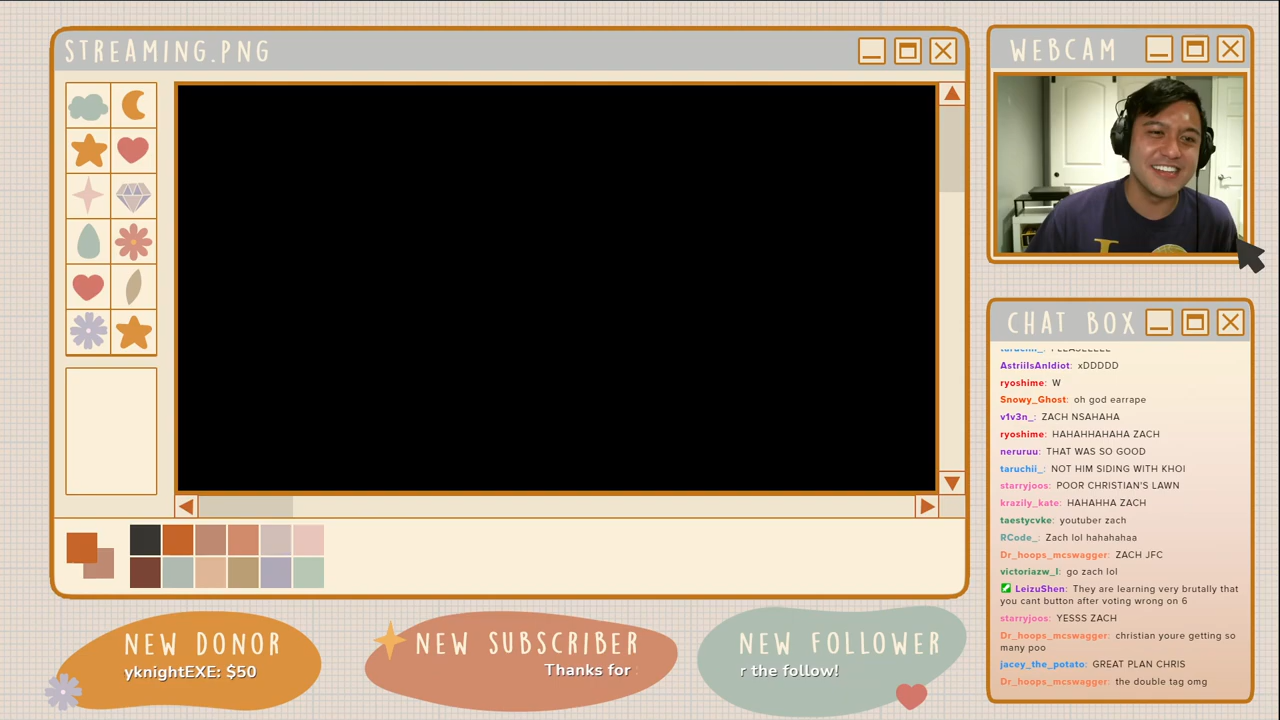 STREAMING.PNG
WEBCAM
CHAT BOX
taruchii_: PLEASEEEEE
AstriiIsAnIdiot: xDDDDD
ryoshime: W
Snowy_Ghost: oh god earrape
v1v3n_: ZACH NSAHAHA
ryoshime: HAHAHHAHAHA ZACH
neruruu: THAT WAS SO GOOD
taruchii_: NOT HIM SIDING WITH KHOI
starryjoos: POOR CHRISTIAN'S LAWN
krazily_kate: HAHAHHA ZACH
taestycvke: youtuber zach
RCode_: Zach lol hahahahaa
Dr_hoops_mcswagger: ZACH JFC
victoriazw_l: go zach lol
LeizuShen: They are learning very brutally that
you cant button after voting wrong on 6
starryjoos: YESSS ZACH
Dr_hoops_mcswagger: christian youre getting so
many poo
jacey_the_potato: GREAT PLAN CHRIS
Dr_hoops_mcswagger: the double tag omg
NEW DONOR
yknightEXE: $50
NEW SUBSCRIBER
Thanks for
NEW FOLLOWER
r the follow!